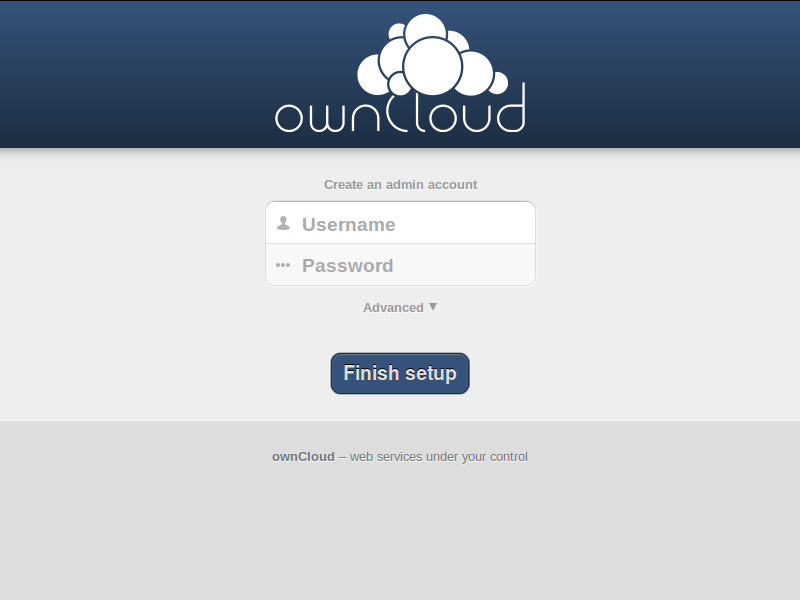 ownCloud
Create an admin account
Username
Password
Advanced ▼
Finish setup
ownCloud – web services under your control